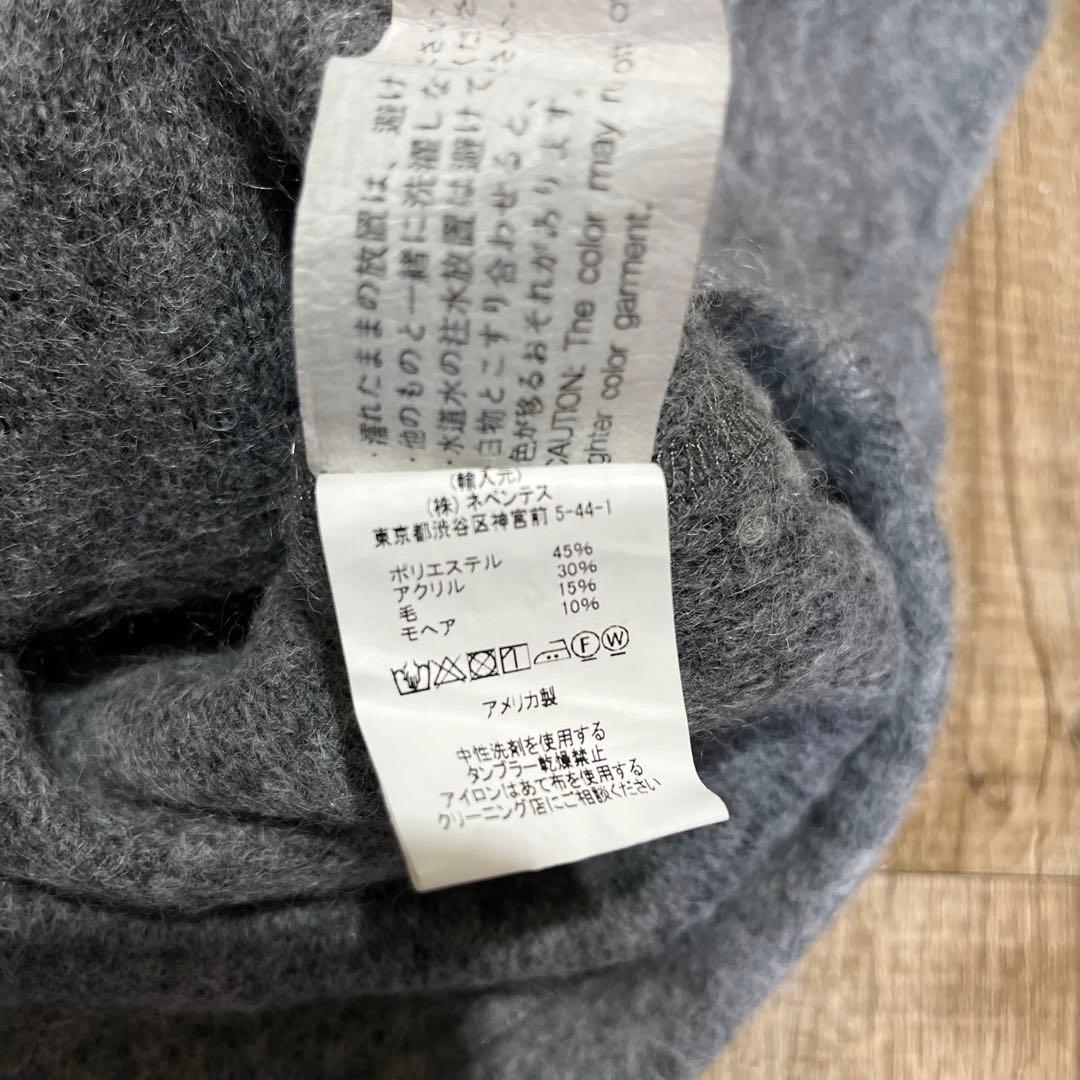 ・濡れたままの放置は、避け
・他のものと一緒に洗濯しな さい
・水道水の注水放置は避けて くださ
白物とこすり合わせると、 さい.
色が移るおそれがあります。
CAUTION: The color may r
ghter color garment.
(輸入元)
(株) ネペンテス
東京都渋谷区神宮前 5-44-1
ポリエステル 45%
アクリル 30%
毛 15%
モヘア 10%
F W
アメリカ製
中性洗剤を使用する
タンブラー乾燥禁止
アイロンはあて布を使用する
クリーニング店にご相談ください